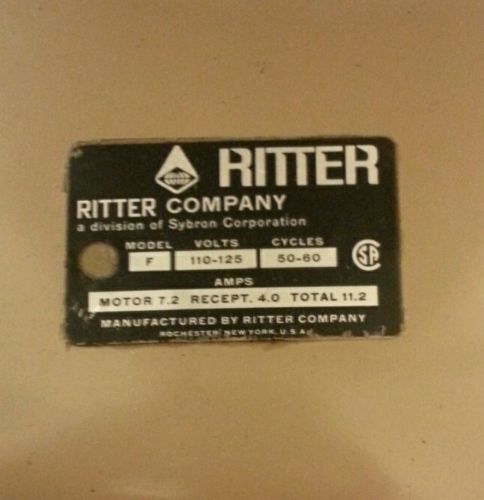 RITTER
RITTER COMPANY
a division of Sybron Corporation
MODEL VOLTS CYCLES
F 110-125 50-60
SA
AMPS
MOTOR 7.2 RECEPT. 4.0 TOTAL 11.2
MANUFACTURED BY RITTER COMPANY
ROCHESTER, NEW YORK, U.S.A.